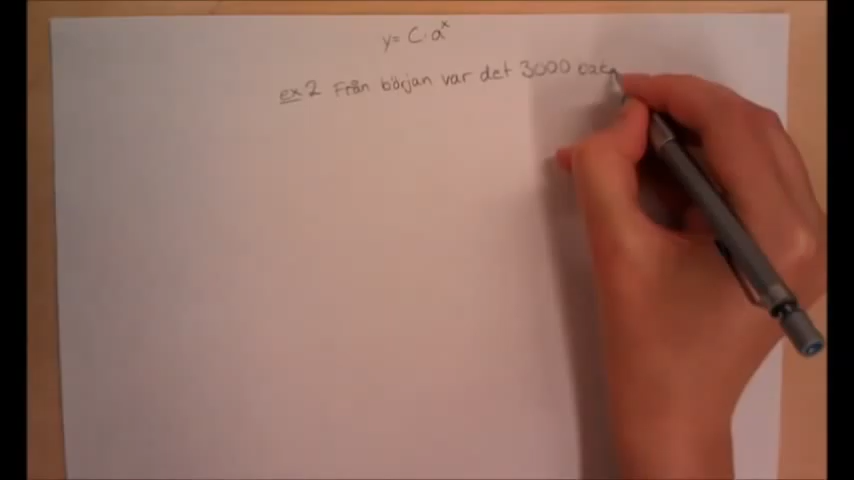 y = C · a^x
ex 2 Från början var det 3000